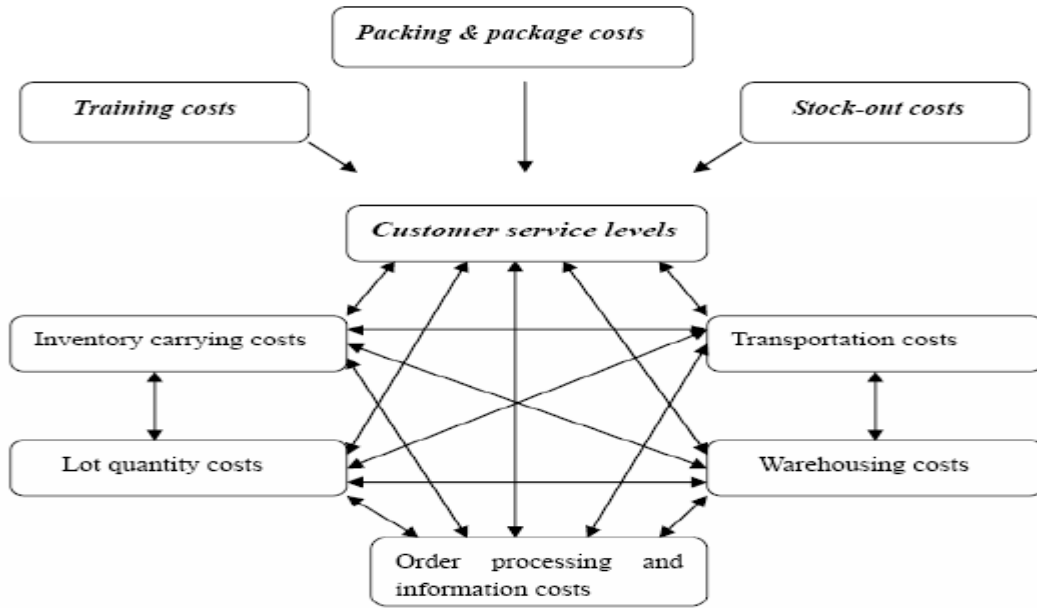 Packing & package costs
Training costs
Stock-out costs
Customer service levels
Inventory carrying costs
Transportation costs
Lot quantity costs
Warehousing costs
Order processing and
information costs